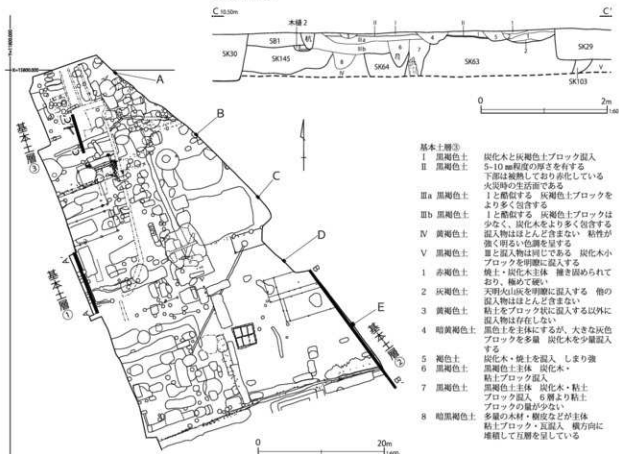 C 10.50m
木樋2
II
I
II
I
C'
SK30
SB1
杭
IIIa
IIIb
SK145
8
IV
SK64
6
7
4
SK63
5
2
SK29
V
SK103
0
2m
1:60
A
B
C
D
E
基本土層③
C
基本土層①
A
A'
B
基本土層②
B'
0
20m
1:600
基本土層③
I 黒褐色土 炭化木と灰褐色土ブロック混入
II 黒褐色土 5-10㎜程度の厚さを有する
下部は被熱しており赤化している
火災時の生活面である
IIIa 黒褐色土 Iと酷似する 灰褐色土ブロックを
より多く包含する
IIIb 黒褐色土 Iと酷似する 灰褐色土ブロックは
少なく、炭化木をより多く包含する
IV 黄褐色土 混入物はほとんど含まない 粘性が
強く明るい色調を呈する
V 黒褐色土 IIIと混入物は同じである 炭化木小
ブロックを明瞭に混入する
1 赤褐色土 焼土・炭化木主体 搗き固められて
おり、極めて硬い
2 灰褐色土 天明火山灰を明瞭に混入する 他の
混入物はほとんど含まない
3 黄褐色土 粘土をブロック状に混入する以外に
混入物は存在しない
4 暗黄褐色土 黒色土を主体にするが、大きな灰色
ブロックを多量 炭化木を少量混入
する
5 褐色土 炭化木・焼土を混入 しまり強
6 黒褐色土 黒褐色土主体 炭化木・
粘土ブロック混入
7 黒褐色土 黒褐色土主体 炭化木・粘土
ブロック混入 6層より粘土
ブロックの量が少ない
8 暗黒褐色土 多量の木材・樹皮などが主体
粘土ブロック・瓦混入 横方向に
堆積して互層を呈している